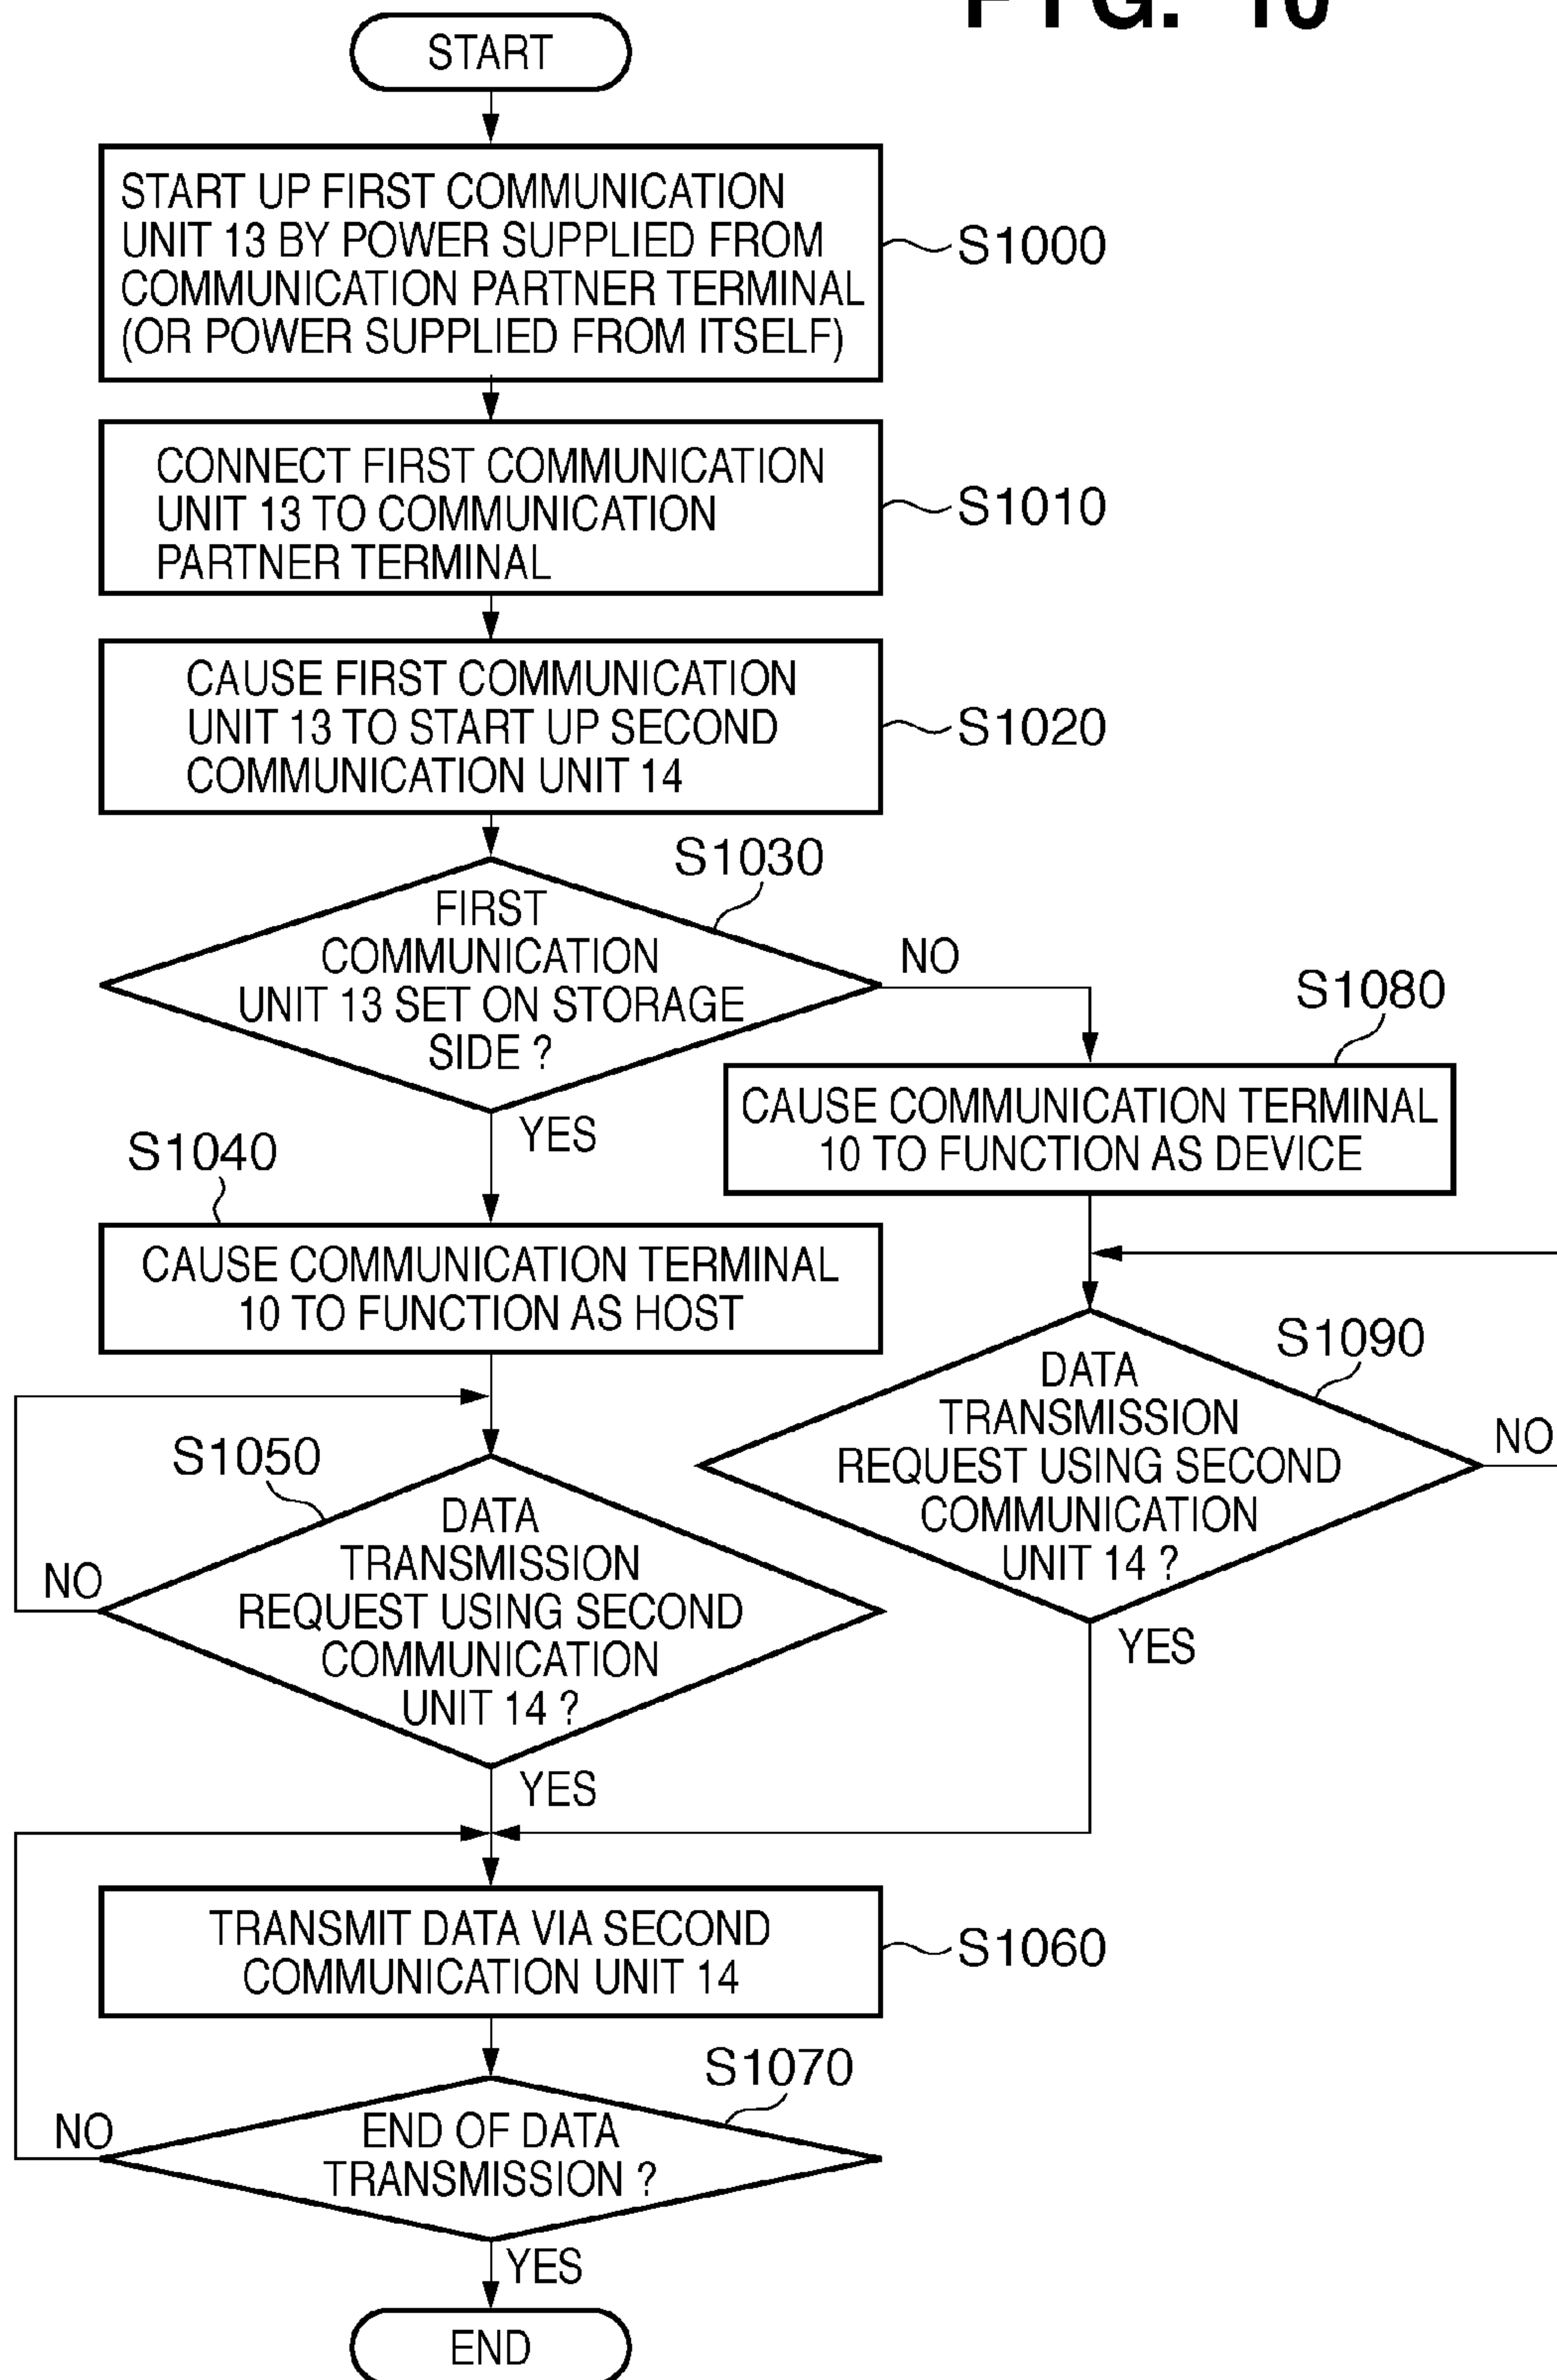 FIG. 10
START
START UP FIRST COMMUNICATION
UNIT 13 BY POWER SUPPLIED FROM
COMMUNICATION PARTNER TERMINAL
(OR POWER SUPPLIED FROM ITSELF)
S1000
CONNECT FIRST COMMUNICATION
UNIT 13 TO COMMUNICATION
PARTNER TERMINAL
S1010
CAUSE FIRST COMMUNICATION
UNIT 13 TO START UP SECOND
COMMUNICATION UNIT 14
S1020
S1030
FIRST
COMMUNICATION
UNIT 13 SET ON STORAGE
SIDE ?
NO
YES
S1080
CAUSE COMMUNICATION TERMINAL
10 TO FUNCTION AS DEVICE
S1040
CAUSE COMMUNICATION TERMINAL
10 TO FUNCTION AS HOST
S1090
DATA
TRANSMISSION
REQUEST USING SECOND
COMMUNICATION
UNIT 14 ?
NO
YES
S1050
DATA
TRANSMISSION
REQUEST USING SECOND
COMMUNICATION
UNIT 14 ?
NO
YES
TRANSMIT DATA VIA SECOND
COMMUNICATION UNIT 14
S1060
S1070
END OF DATA
TRANSMISSION ?
NO
YES
END